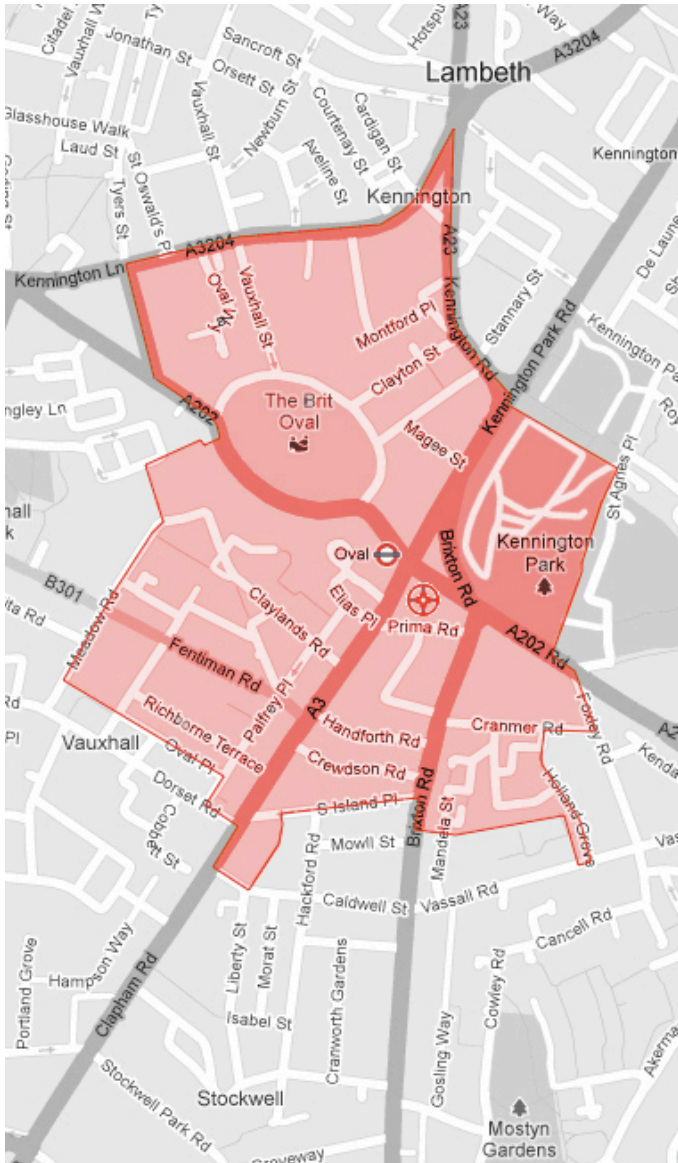 A23
Hotspu
Way
Citadel
Vauxhall W
Ty
Jonathan St
Sancroft St
Orsett St
Lambeth
A3204
Vauxhall St
Newburn St
Courtenay St
Cardigan St
Aveline St
Glasshouse Walk
Laud St
Tyers St
St Oswald's Pl
Kennington
Kennington
De Laune
Sh
A3204
Kennington Ln
A23
Kennington Rd
Stannary St
Kennington Park Rd
Kennington Pa
Oval Way
Vauxhall St
Montford Pl
Clayton St
Roy
ngley Ln
A202
The Brit
Oval
Magee St
St Agnes Pl
hall
k
Oval
Brixton Rd
Kennington
Park
B301
Elias Pl
Prima Rd
A202 Rd
ita Rd
Meadow Rd
Claylands Rd
Fentiman Rd
Palfrey Pl
A3
Rd
Pl
Richborne Terrace
Handforth Rd
Cranmer Rd
Foxley Rd
A2
Vauxhall
Oval Pl
Crewdson Rd
Kenda
Dorset Rd
S Island Pl
Brixton Rd
Mandela St
Holland Grove
Cobbett St
Hackford Rd
Mowll St
Vas
Caldwell St
Vassall Rd
Cancell Rd
Portland Grove
Hampson Way
Clapham Rd
Liberty St
Morat St
Cranworth Gardens
Gosling Way
Cowley Rd
Isabel St
Akerma
Stockwell Park Rd
Stockwell
Mostyn
Gardens
Groveway